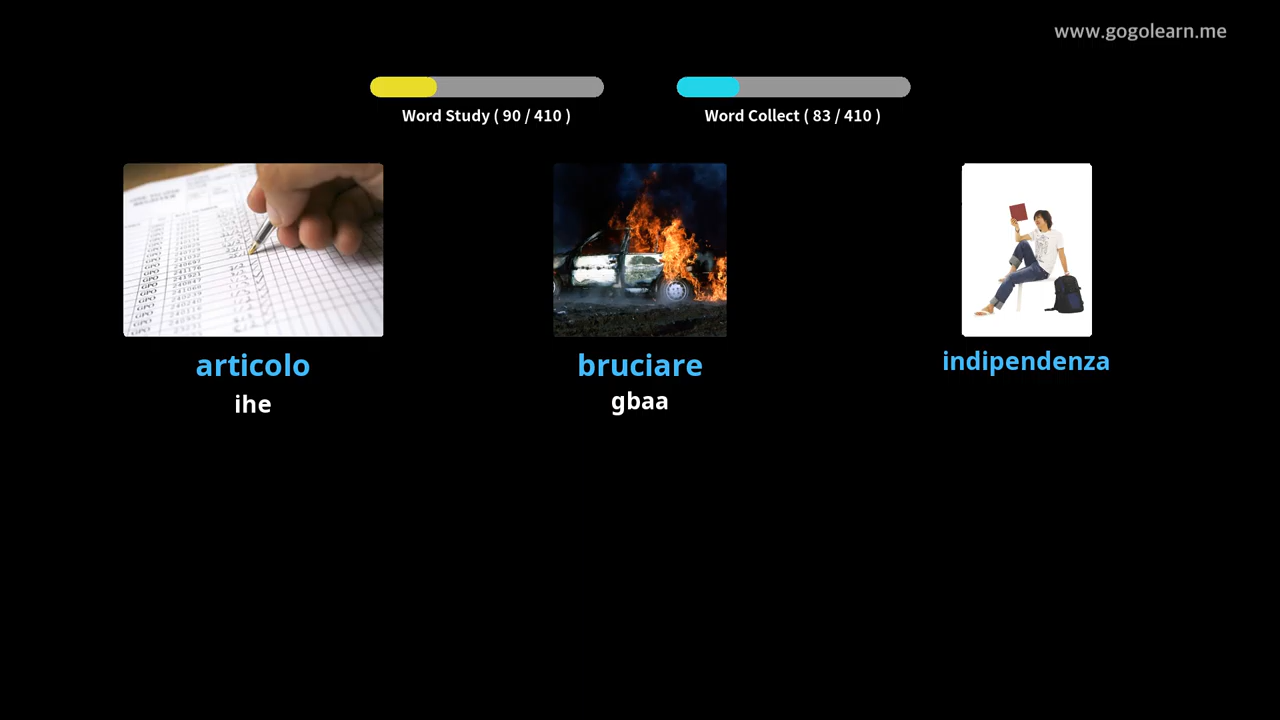 www.gogolearn.me
Word Study ( 90 / 410 )
Word Collect ( 83 / 410 )
articolo
ihe
bruciare
gbaa
indipendenza